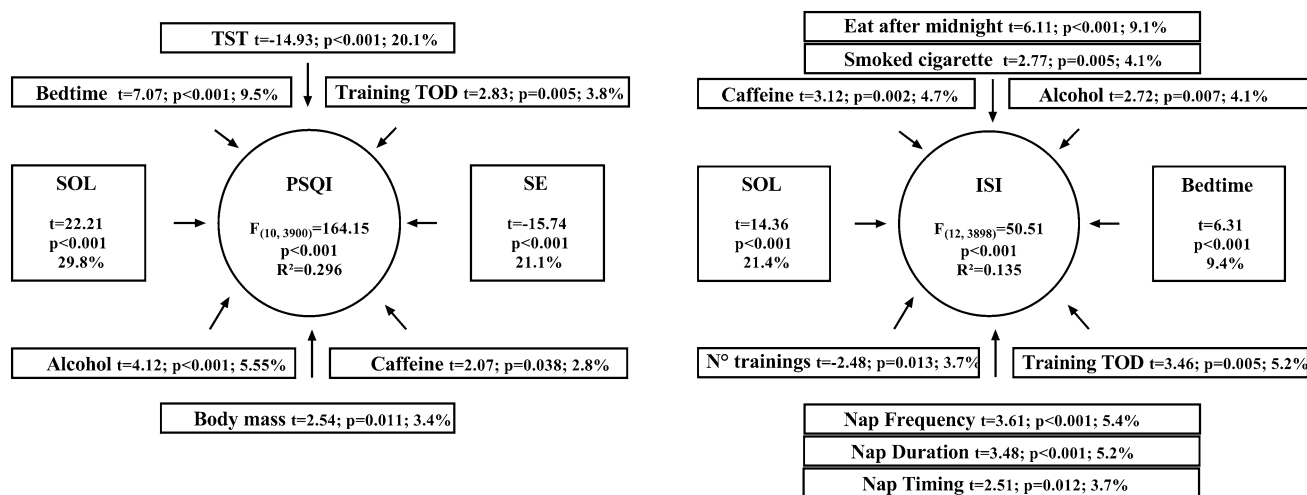 TST t=-14.93; p<0.001; 20.1%
Bedtime t=7.07; p<0.001; 9.5%
Training TOD t=2.83; p=0.005; 3.8%
SOL
t=22.21
p<0.001
29.8%
PSQI
F(10, 3900)=164.15
p<0.001
R²=0.296
SE
t=-15.74
p<0.001
21.1%
Alcohol t=4.12; p<0.001; 5.55%
Caffeine t=2.07; p=0.038; 2.8%
Body mass t=2.54; p=0.011; 3.4%
Eat after midnight t=6.11; p<0.001; 9.1%
Smoked cigarette t=2.77; p=0.005; 4.1%
Caffeine t=3.12; p=0.002; 4.7%
Alcohol t=2.72; p=0.007; 4.1%
SOL
t=14.36
p<0.001
21.4%
ISI
F(12, 3898)=50.51
p<0.001
R²=0.135
Bedtime
t=6.31
p<0.001
9.4%
N° trainings t=-2.48; p=0.013; 3.7%
Training TOD t=3.46; p=0.005; 5.2%
Nap Frequency t=3.61; p<0.001; 5.4%
Nap Duration t=3.48; p<0.001; 5.2%
Nap Timing t=2.51; p=0.012; 3.7%